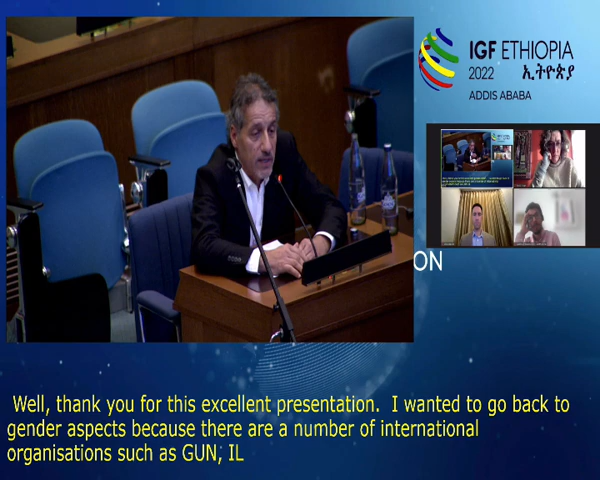 IGF ETHIOPIA
2022 ኢትዮጵያ
ADDIS ABABA
ON
Well, thank you for this excellent presentation. I wanted to go back to
gender aspects because there are a number of international
organisations such as GUN, IL